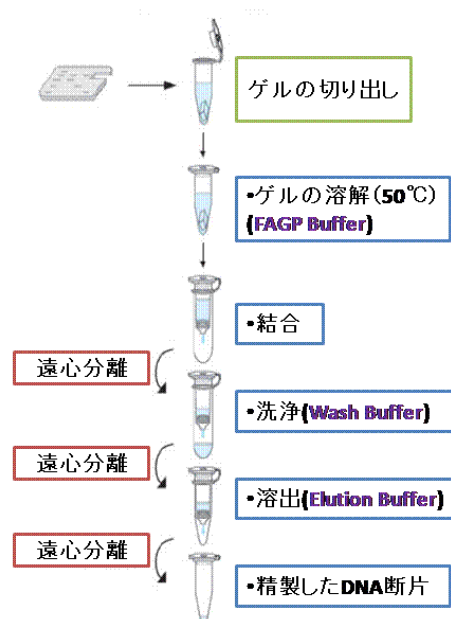 ゲルの切り出し
•ゲルの溶解(50℃)
(FAGP Buffer)
•結合
遠心分離
•洗浄(Wash Buffer)
遠心分離
•溶出(Elution Buffer)
遠心分離
•精製したDNA断片